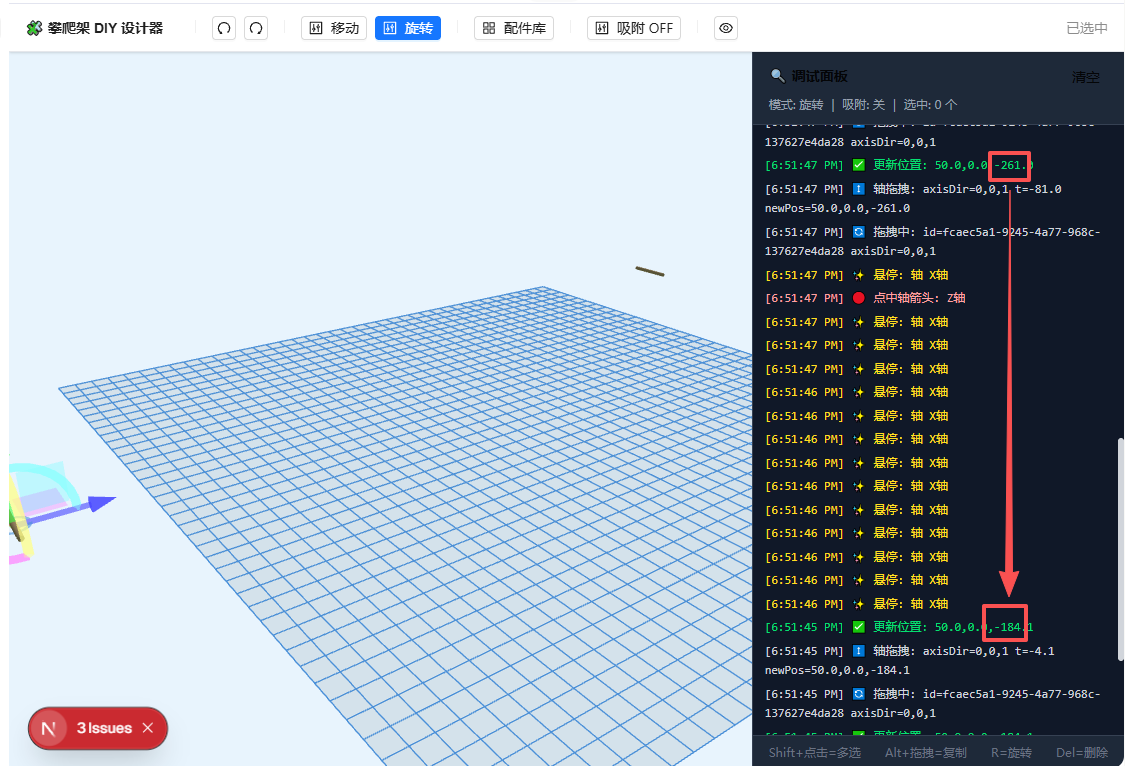 攀爬架 DIY 设计器
移动
旋转
配件库
吸附 OFF
已选中
调试面板
清空
模式: 旋转 | 吸附: 关 | 选中: 0 个
137627e4da28 axisDir=0,0,1
[6:51:47 PM] ✅ 更新位置: 50.0,0.0,-261.0
[6:51:47 PM] 轴拖拽: axisDir=0,0,1 t=-81.0
newPos=50.0,0.0,-261.0
[6:51:47 PM] 拖拽中: id=fcaec5a1-9245-4a77-968c-
137627e4da28 axisDir=0,0,1
[6:51:47 PM] ✨ 悬停: 轴 X轴
[6:51:47 PM] 🔴 点中轴箭头: Z轴
[6:51:47 PM] ✨ 悬停: 轴 X轴
[6:51:47 PM] ✨ 悬停: 轴 X轴
[6:51:47 PM] ✨ 悬停: 轴 X轴
[6:51:46 PM] ✨ 悬停: 轴 X轴
[6:51:46 PM] ✨ 悬停: 轴 X轴
[6:51:46 PM] ✨ 悬停: 轴 X轴
[6:51:46 PM] ✨ 悬停: 轴 X轴
[6:51:46 PM] ✨ 悬停: 轴 X轴
[6:51:46 PM] ✨ 悬停: 轴 X轴
[6:51:46 PM] ✨ 悬停: 轴 X轴
[6:51:46 PM] ✨ 悬停: 轴 X轴
[6:51:46 PM] ✨ 悬停: 轴 X轴
[6:51:46 PM] ✨ 悬停: 轴 X轴
[6:51:45 PM] ✅ 更新位置: 50.0,0.0,-184.1
[6:51:45 PM] 轴拖拽: axisDir=0,0,1 t=-4.1
newPos=50.0,0.0,-184.1
[6:51:45 PM] 拖拽中: id=fcaec5a1-9245-4a77-968c-
137627e4da28 axisDir=0,0,1
Shift+点击=多选 Alt+拖拽=复制 R=旋转 Del=删除
N 3 Issues